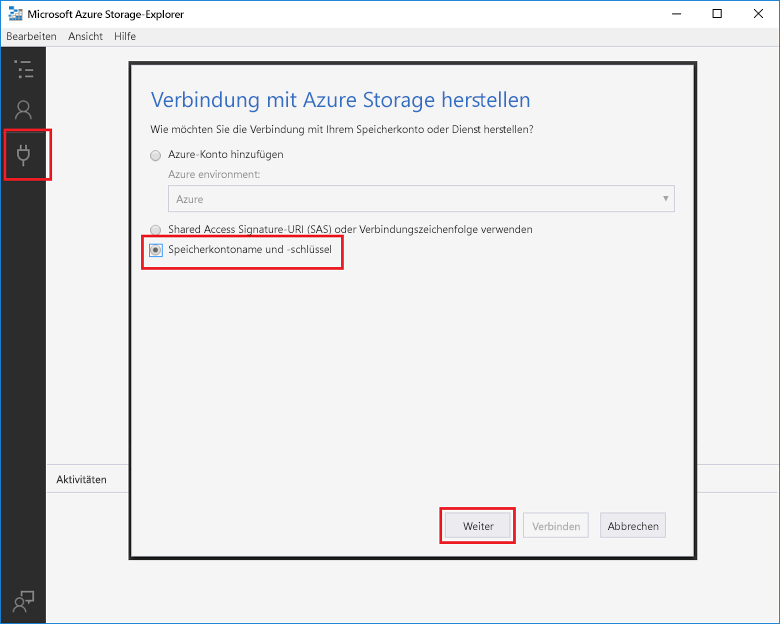 Microsoft Azure Storage-Explorer
Bearbeiten Ansicht Hilfe
Verbindung mit Azure Storage herstellen
Wie möchten Sie die Verbindung mit Ihrem Speicherkonto oder Dienst herstellen?
Azure-Konto hinzufügen
Azure environment:
Azure
Shared Access Signature-URI (SAS) oder Verbindungszeichenfolge verwenden
Speicherkontoname und -schlüssel
Aktivitäten
Weiter Verbinden Abbrechen